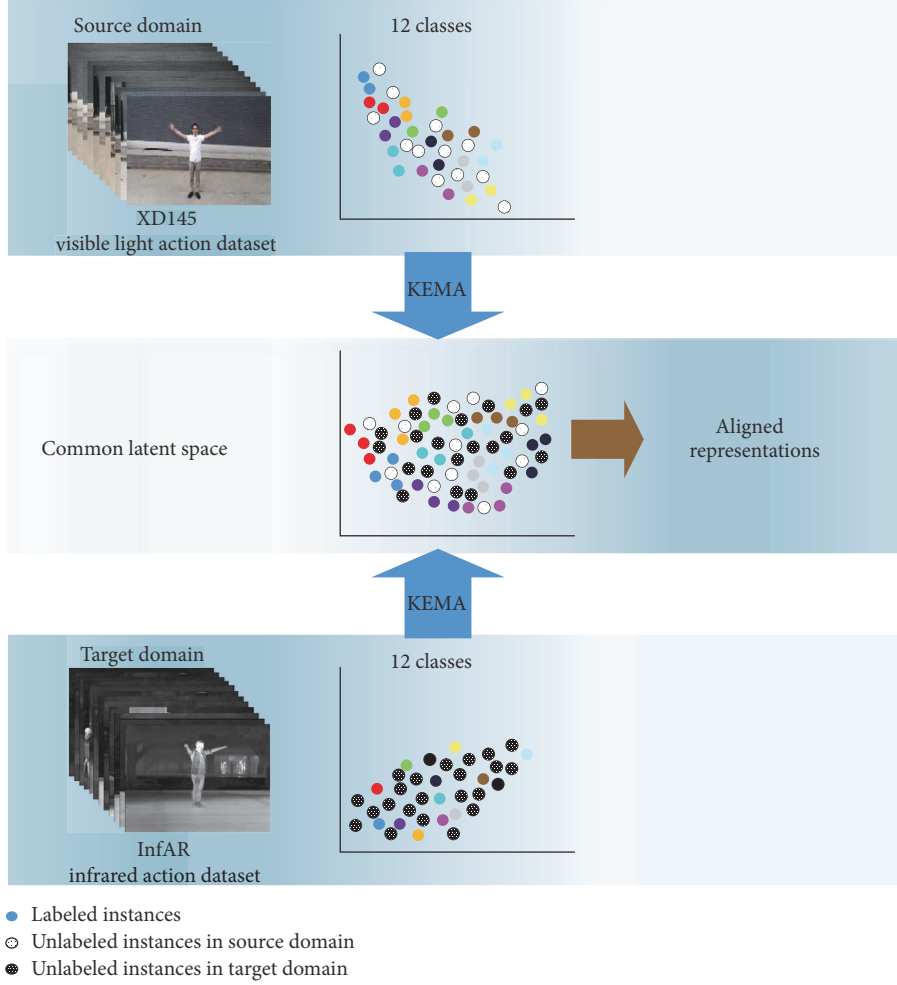 Source domain
12 classes
XD145
visible light action dataset
KEMA
Common latent space
Aligned
representations
KEMA
Target domain
12 classes
InfAR
infrared action dataset
Labeled instances
Unlabeled instances in source domain
Unlabeled instances in target domain